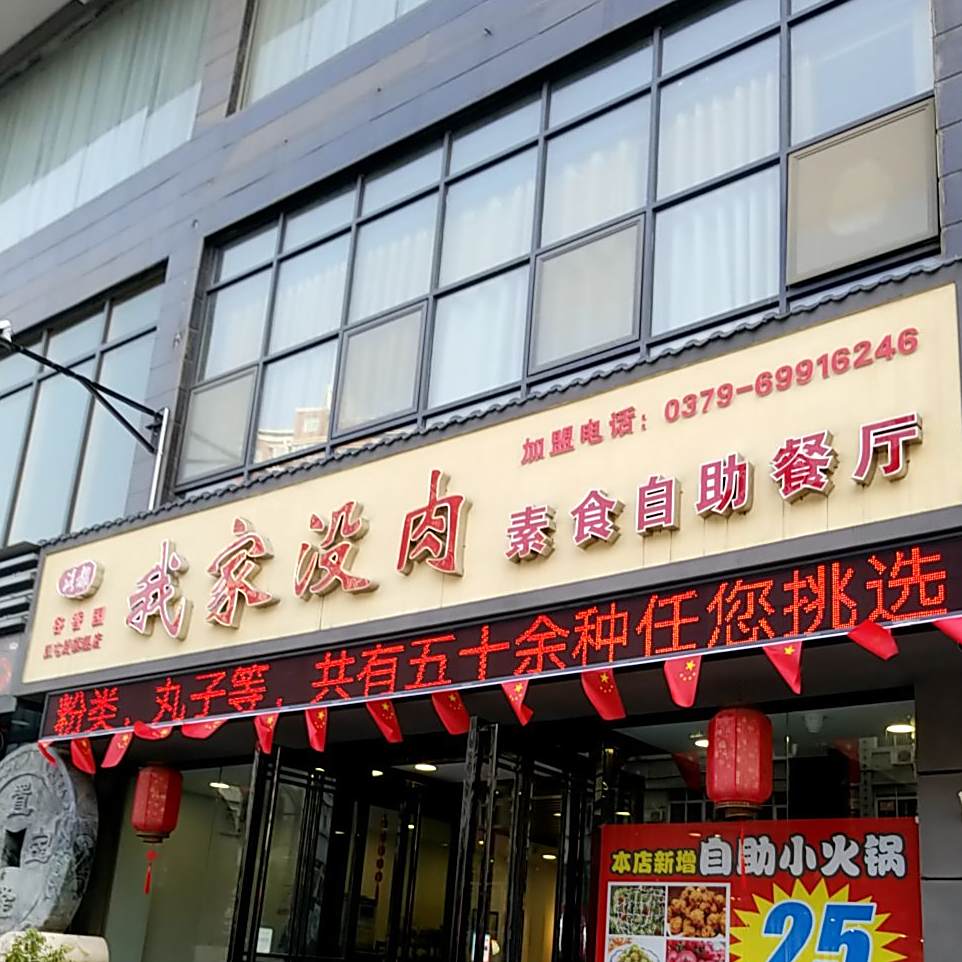 加盟电话：0379-69916246
我家没肉 素食自助餐厅
粉类，丸子等，共有五十余种任您挑选
本店新增自助小火锅
25